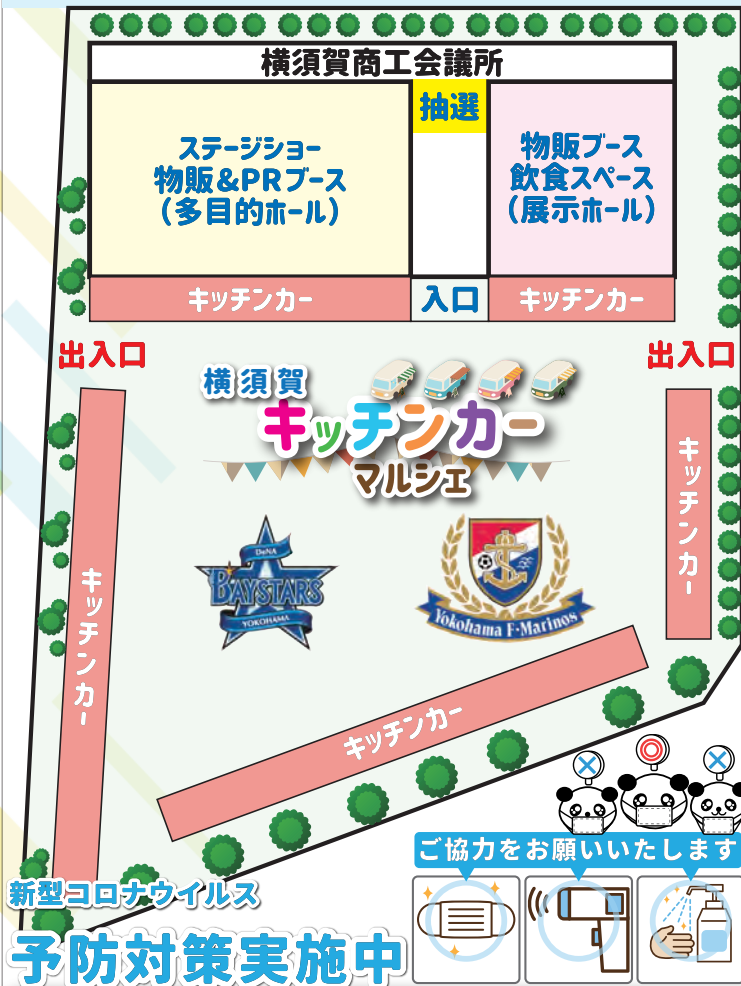 横須賀商工会議所
抽選
ステージショー
物販&PRブース
(多目的ホール)
物販ブース
飲食スペース
(展示ホール)
キッチンカー
入口
キッチンカー
出入口
出入口
横須賀
キッチンカー
マルシェ
キッチンカー
DeNA
BAYSTARS
YOKOHAMA
Yokohama F·Marinos
キッチンカー
キッチンカー
ご協力をお願いいたします
新型コロナウイルス
予防対策実施中